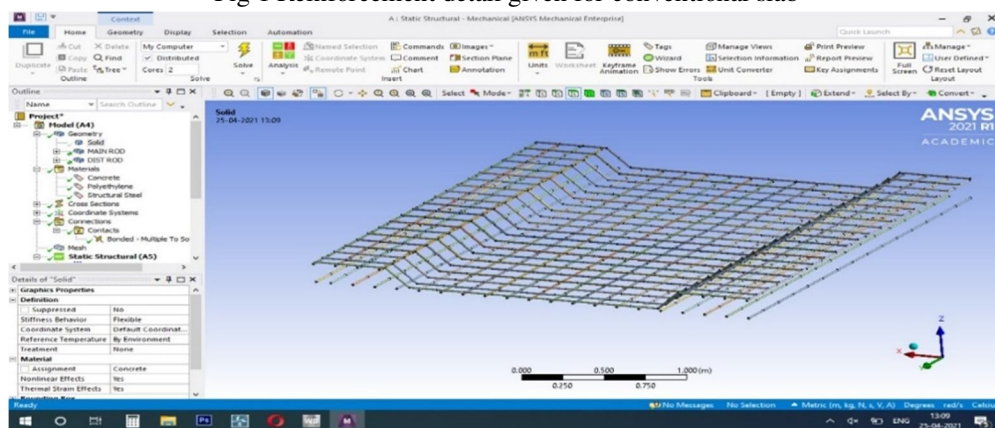 Fig 1 Reinforcement detail given for conventional slab
Context
A : Static Structural - Mechanical [ANSYS Mechanical Enterprise]
File Home Geometry Display Selection Automation
Quick Launch
Duplicate
Cut Delete
Copy Find
Paste Tree
Outline
My Computer
Distributed
Cores 2
Solve
Solve
Analysis
Named Selection Commands Images
Coordinate System Comment Section Plane
Remote Point Chart Annotation
Insert
Units Worksheet Keyframe Animation
Tags Manage Views Print Preview
Wizard Selection Information Report Preview
Show Errors Unit Converter Key Assignments
Tools
Full Screen
Manage
User Defined
Reset Layout
Layout
Outline
Name Search Outline
Select Mode
Clipboard [ Empty ] Extend Select By Convert
Project*
Model (A4)
Geometry
Solid
MAIN ROD
DIST ROD
Materials
Concrete
Polyethylene
Structural Steel
Cross Sections
Coordinate Systems
Connections
Contacts
Bonded - Multiple To So
Mesh
Static Structural (A5)
Details of "Solid"
Graphics Properties
Definition
Suppressed No
Stiffness Behavior Flexible
Coordinate System Default Coordinat...
Reference Temperature By Environment
Treatment None
Material
Assignment Concrete
Nonlinear Effects Yes
Thermal Strain Effects Yes
Bounding Box
Solid
25-04-2021 13:09
ANSYS
2021 R1
ACADEMIC
Z
X
Y
0.000 0.500 1.000 (m)
0.250 0.750
Ready
No Messages No Selection Metric (m, kg, N, s, V, A) Degrees rad/s Celsiu
Ps
ENG
13:09
25-04-2021